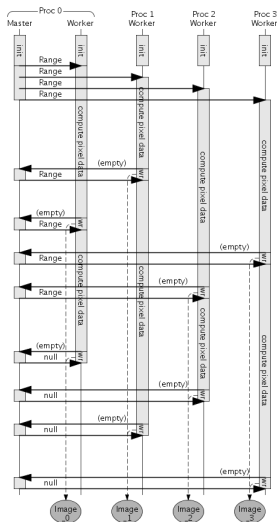 Proc 0
Proc 1
Proc 2
Proc 3
Master
Worker
Worker
Worker
Worker
init
init
init
init
init
Range
Range
Range
Range
compute pixel data
compute pixel data
compute pixel data
compute pixel data
(empty)
Range
wr
(empty)
Range
wr
(empty)
Range
wr
(empty)
Range
wr
compute pixel data
compute pixel data
compute pixel data
compute pixel data
(empty)
null
wr
(empty)
null
wr
(empty)
null
wr
(empty)
null
wr
Image
_0
Image
_1
Image
_2
Image
_3